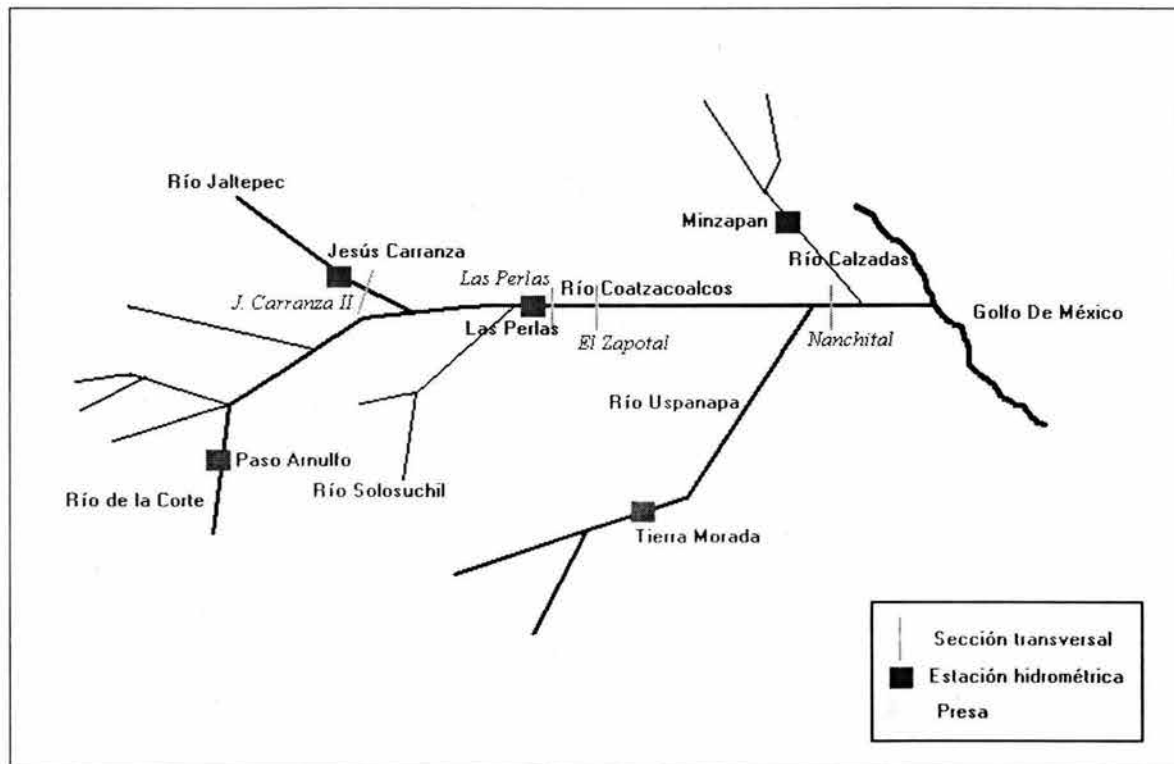 Río Jaltepec
Minzapan
Jesús Carranza
Río Calzadas
Las Perlas
Río Coatzacoalcos
J. Carranza II
Golfo De México
Las Perlas
El Zapotal
Nanchital
Río Uspanapa
Paso Arnulfo
Río Solosuchil
Río de la Corte
Tierra Morada
Sección transversal
Estación hidrométrica
Presa